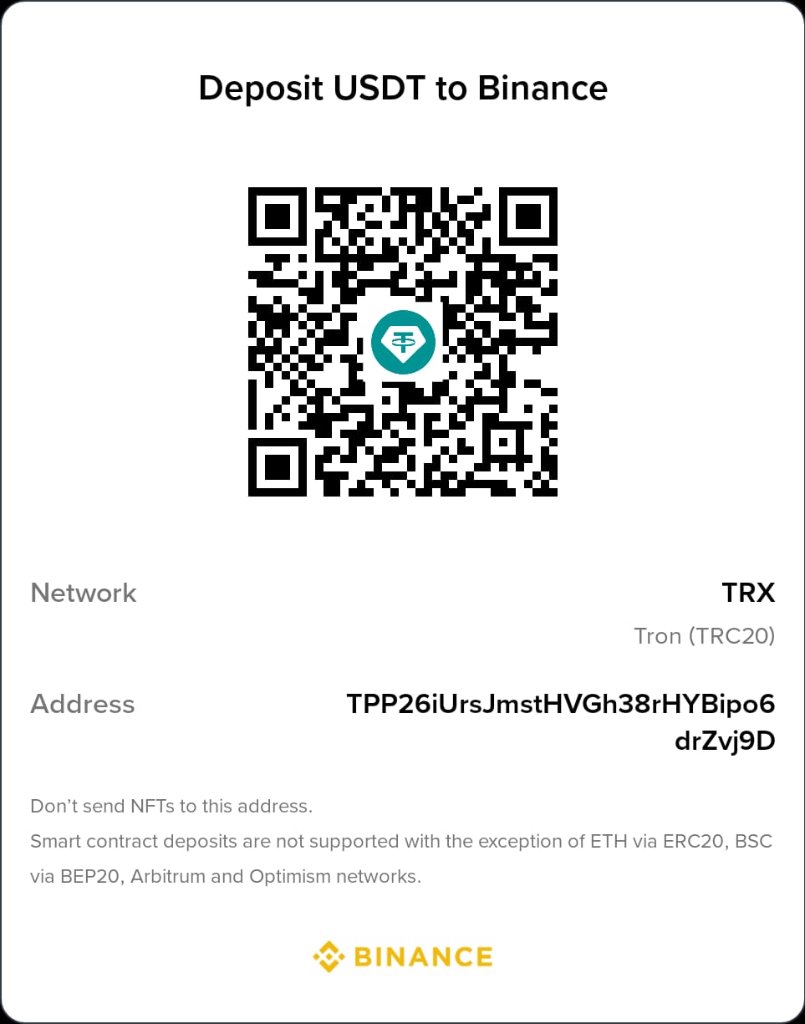 Deposit USDT to Binance
Network
TRX
Tron (TRC20)
Address
TPP26iUrsJmstHVGh38rHYBipo6
drZvj9D
Don’t send NFTs to this address.
Smart contract deposits are not supported with the exception of ETH via ERC20, BSC
via BEP20, Arbitrum and Optimism networks.
BINANCE